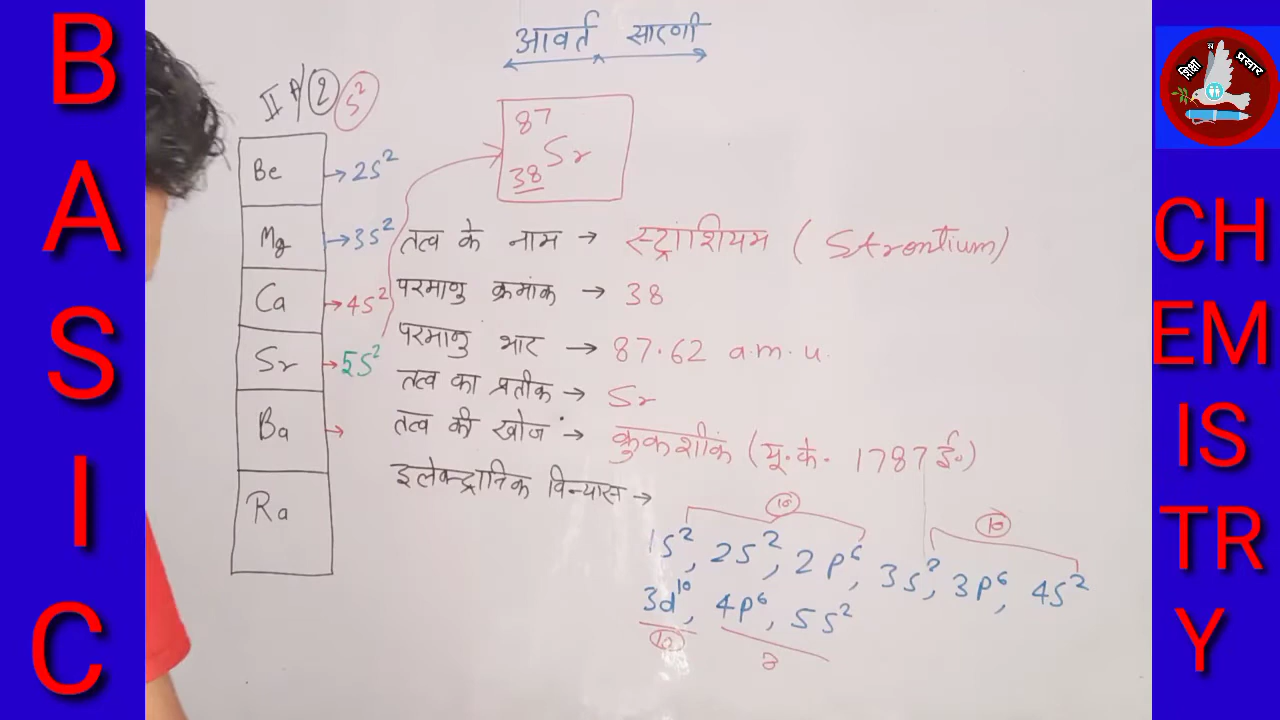 BASIC
CHEMISTRY
शिक्षा प्रसार
आवर्त सारणी
II A/2 S²
Be → 2S²
Mg → 3S²
Ca → 4S²
Sr → 5S²
Ba →
Ra
87
Sr
38
तत्व के नाम → स्ट्रांशियम (Strontium)
परमाणु क्रमांक → 38
परमाणु भार → 87.62 a.m.u.
तत्व का प्रतीक → Sr
तत्व की खोज → क्रुकशांक (यू.के. 1787 ई.)
इलेक्ट्रानिक विन्यास →
10 10
1s², 2s², 2p⁶, 3s², 3p⁶, 4s²
3d¹⁰, 4p⁶, 5s²
10